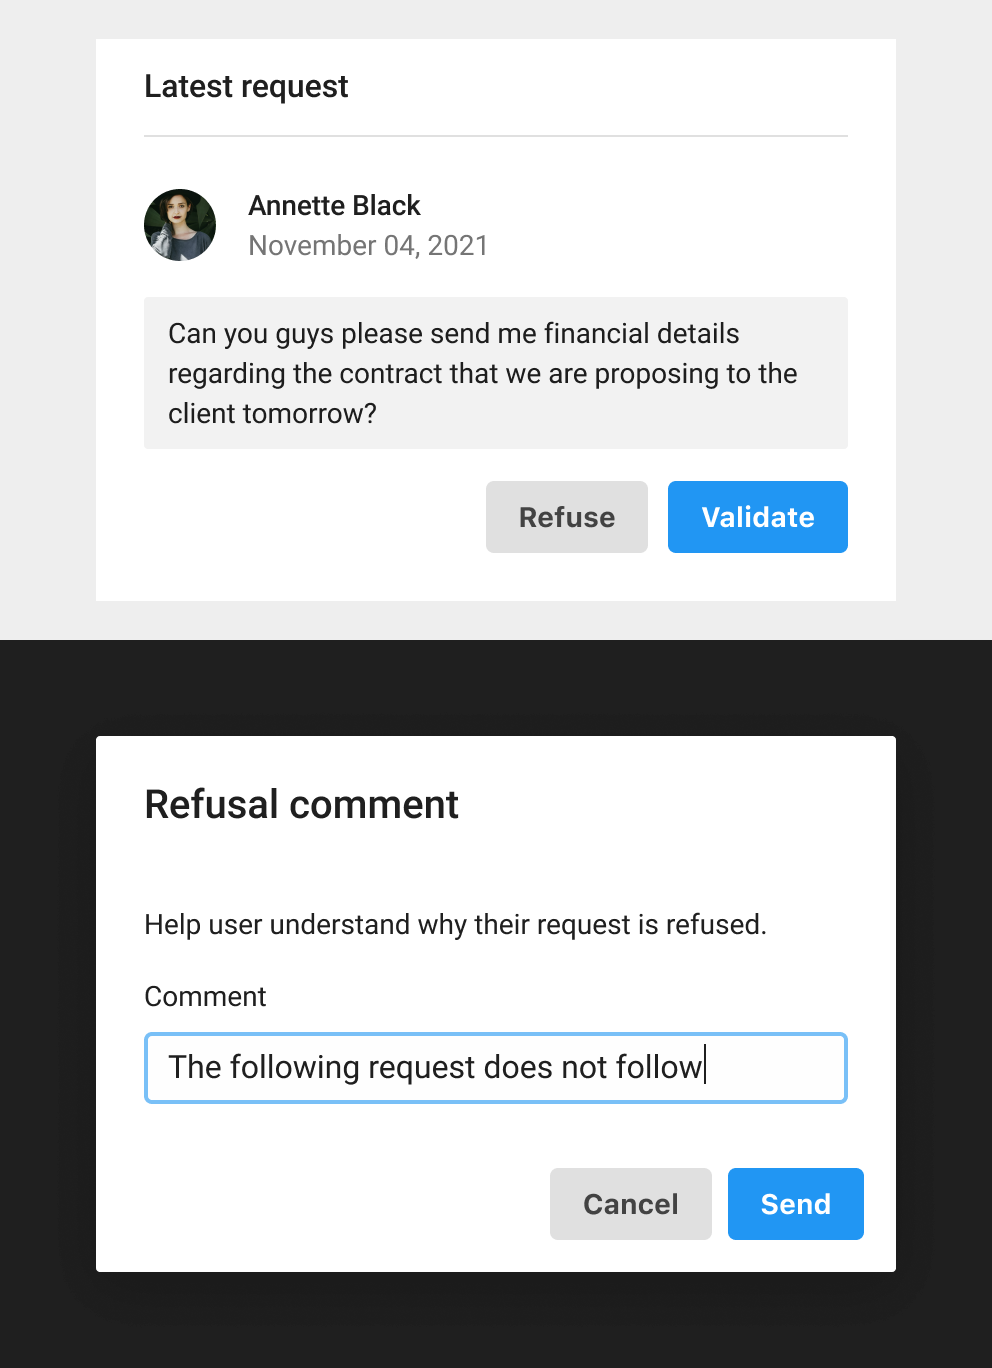 Latest request
Annette Black
November 04, 2021
Can you guys please send me financial details
regarding the contract that we are proposing to the
client tomorrow?
Refuse
Validate
Refusal comment
Help user understand why their request is refused.
Comment
The following request does not follow
Cancel
Send